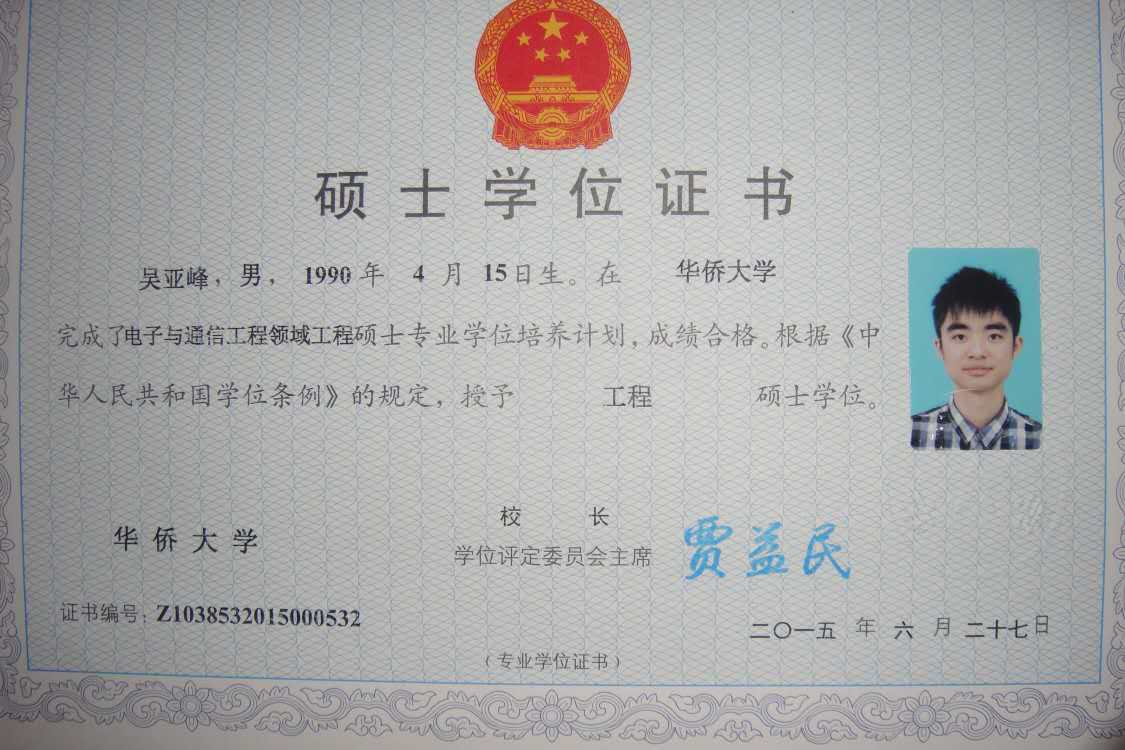 硕士学位证书
吴亚峰，男，1990年 4 月 15日生。在 华侨大学
完成了电子与通信工程领域工程硕士专业学位培养计划，成绩合格。根据《中
华人民共和国学位条例》的规定，授予 工程 硕士学位。
华侨大学
校 长
学位评定委员会主席
贾益民
证书编号：Z1038532015000532
二〇一五 年 六 月 二十七日
（专业学位证书）